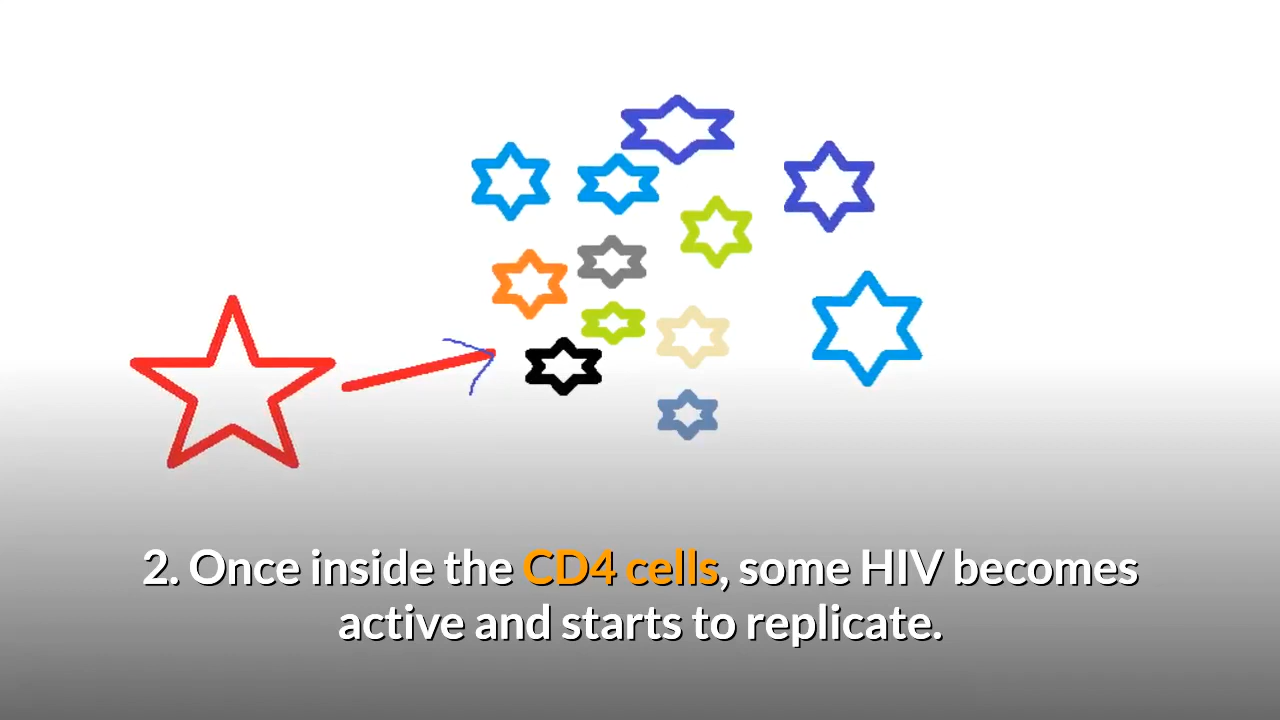 2. Once inside the CD4 cells, some HIV becomes
active and starts to replicate.